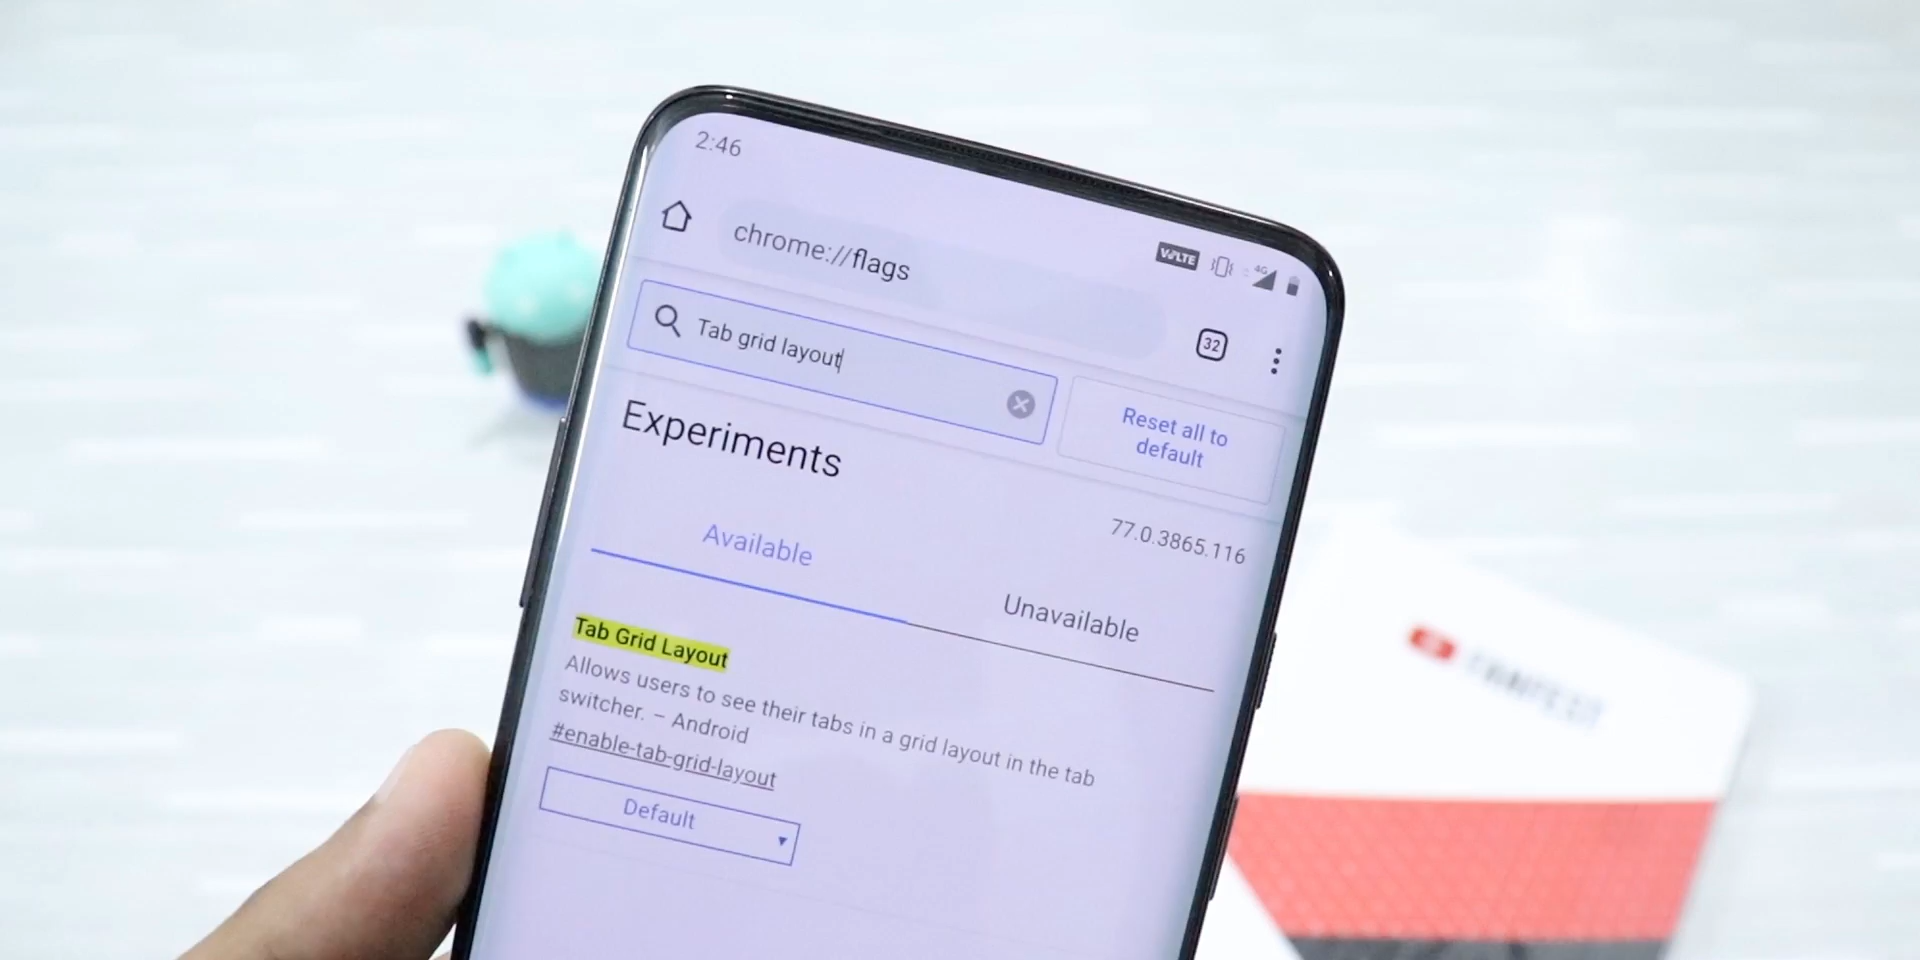 2:46
VoLTE
4G
chrome://flags
32
Tab grid layout
Reset all to
default
Experiments
77.0.3865.116
Available
Unavailable
Tab Grid Layout
Allows users to see their tabs in a grid layout in the tab
switcher. – Android
#enable-tab-grid-layout
Default